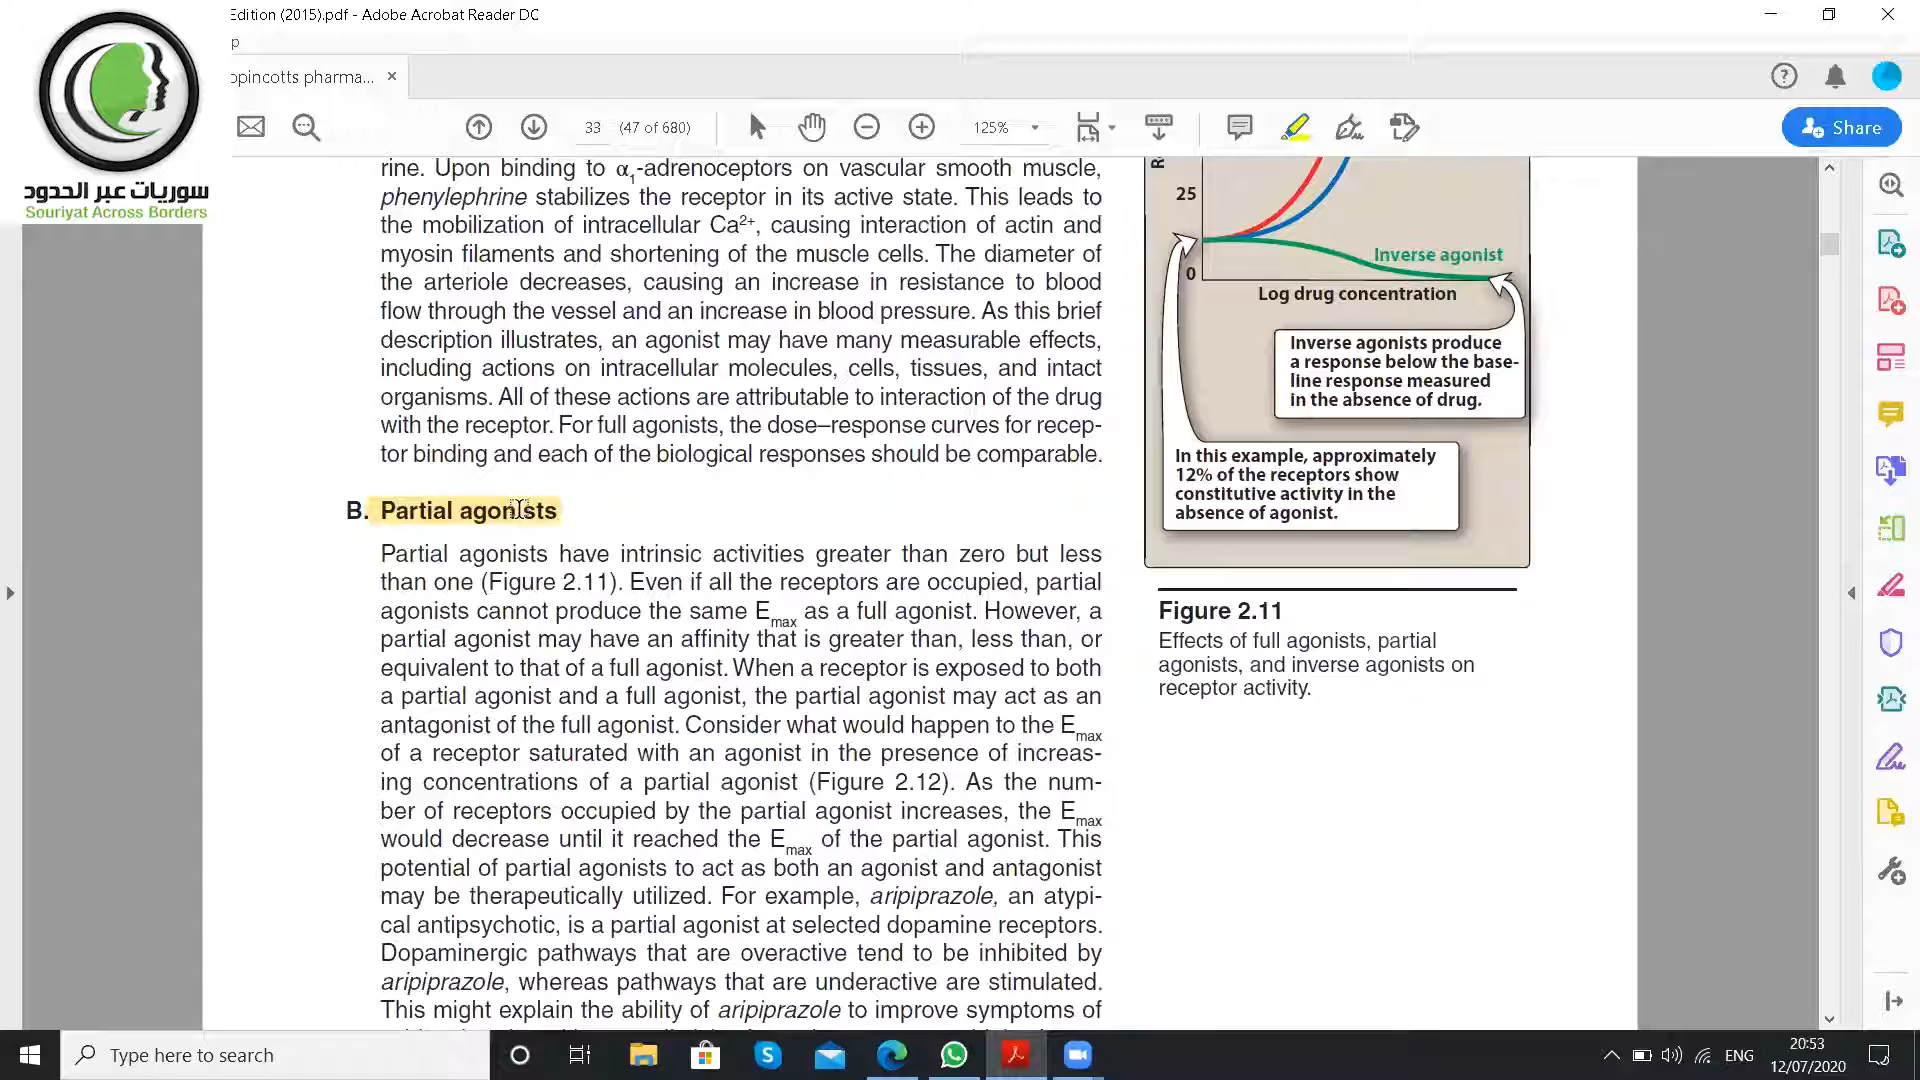 Edition (2015).pdf - Adobe Acrobat Reader DC
p
opincotts pharma...
33 (47 of 680)
125%
Share
سوريات عبر الحدود
Souriyat Across Borders
rine. Upon binding to α1-adrenoceptors on vascular smooth muscle,
phenylephrine stabilizes the receptor in its active state. This leads to
the mobilization of intracellular Ca2+, causing interaction of actin and
myosin filaments and shortening of the muscle cells. The diameter of
the arteriole decreases, causing an increase in resistance to blood
flow through the vessel and an increase in blood pressure. As this brief
description illustrates, an agonist may have many measurable effects,
including actions on intracellular molecules, cells, tissues, and intact
organisms. All of these actions are attributable to interaction of the drug
with the receptor. For full agonists, the dose–response curves for recep-
tor binding and each of the biological responses should be comparable.
B. Partial agonists
Partial agonists have intrinsic activities greater than zero but less
than one (Figure 2.11). Even if all the receptors are occupied, partial
agonists cannot produce the same Emax as a full agonist. However, a
partial agonist may have an affinity that is greater than, less than, or
equivalent to that of a full agonist. When a receptor is exposed to both
a partial agonist and a full agonist, the partial agonist may act as an
antagonist of the full agonist. Consider what would happen to the Emax
of a receptor saturated with an agonist in the presence of increas-
ing concentrations of a partial agonist (Figure 2.12). As the num-
ber of receptors occupied by the partial agonist increases, the Emax
would decrease until it reached the Emax of the partial agonist. This
potential of partial agonists to act as both an agonist and antagonist
may be therapeutically utilized. For example, aripiprazole, an atypi-
cal antipsychotic, is a partial agonist at selected dopamine receptors.
Dopaminergic pathways that are overactive tend to be inhibited by
aripiprazole, whereas pathways that are underactive are stimulated.
This might explain the ability of aripiprazole to improve symptoms of
25
Inverse agonist
0
Log drug concentration
Inverse agonists produce
a response below the base-
line response measured
in the absence of drug.
In this example, approximately
12% of the receptors show
constitutive activity in the
absence of agonist.
Figure 2.11
Effects of full agonists, partial
agonists, and inverse agonists on
receptor activity.
Type here to search
ENG
20:53
12/07/2020